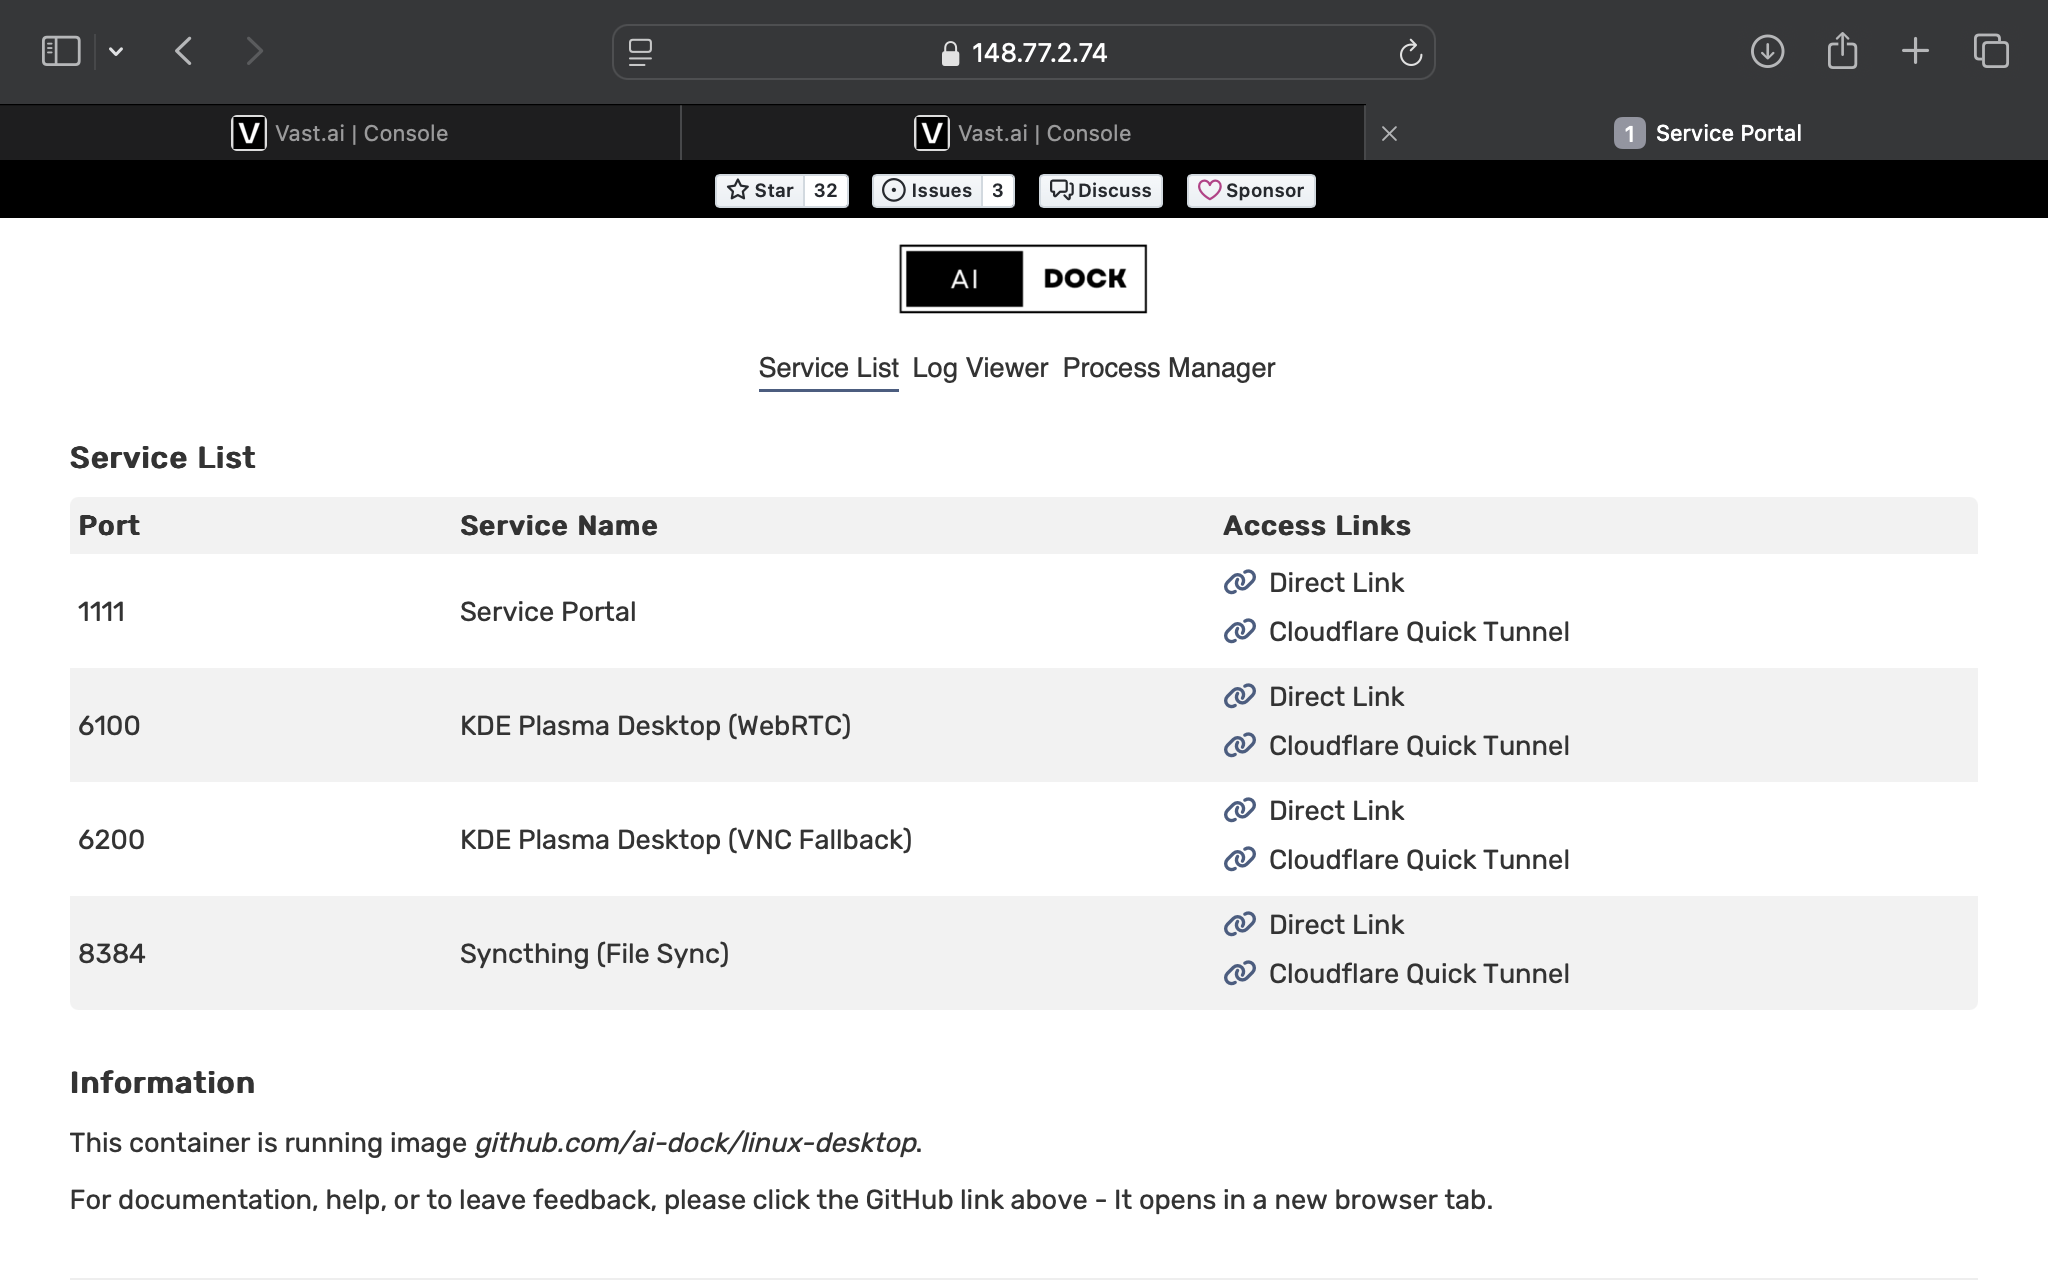 148.77.2.74
V Vast.ai | Console
V Vast.ai | Console
1 Service Portal
Star 32
Issues 3
Discuss
Sponsor
AI DOCK
Service List Log Viewer Process Manager
Service List
Port Service Name Access Links
1111 Service Portal
Direct Link
Cloudflare Quick Tunnel
6100 KDE Plasma Desktop (WebRTC)
Direct Link
Cloudflare Quick Tunnel
6200 KDE Plasma Desktop (VNC Fallback)
Direct Link
Cloudflare Quick Tunnel
8384 Syncthing (File Sync)
Direct Link
Cloudflare Quick Tunnel
Information
This container is running image github.com/ai-dock/linux-desktop.
For documentation, help, or to leave feedback, please click the GitHub link above - It opens in a new browser tab.